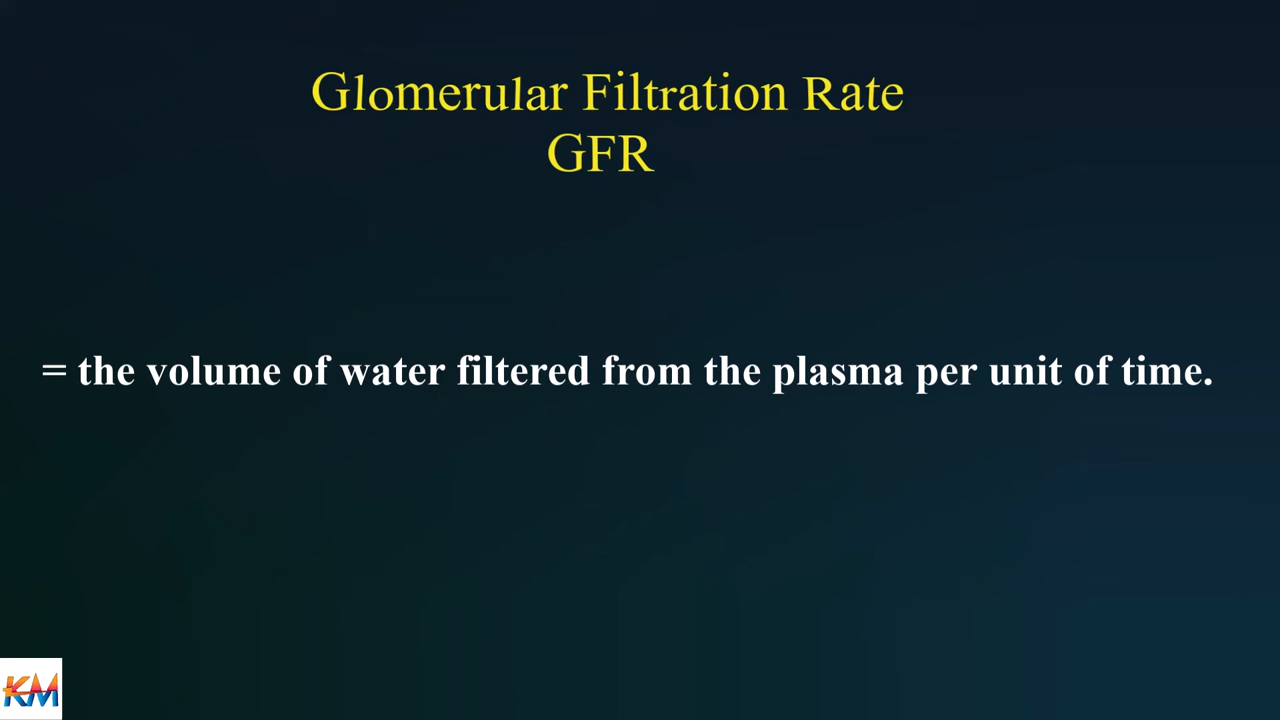 Glomerular Filtration Rate
GFR
= the volume of water filtered from the plasma per unit of time.
KM